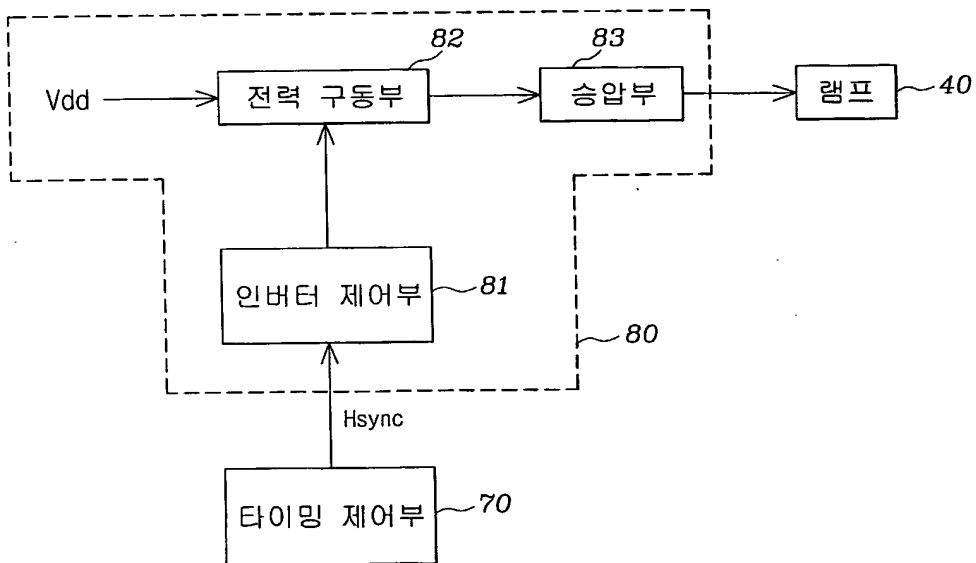 82
83
Vdd
전력 구동부
승압부
램프
40
인버터 제어부
81
80
Hsync
타이밍 제어부
70